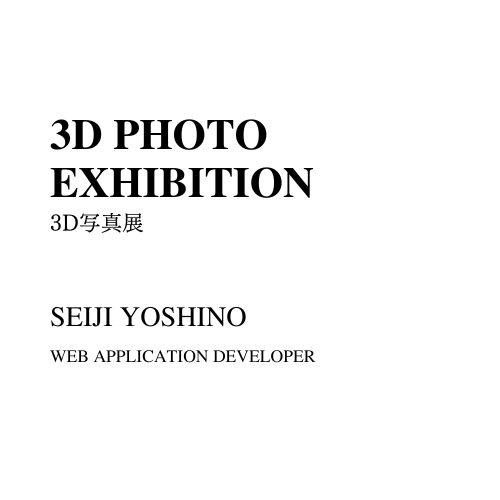 3D PHOTO
EXHIBITION
3D写真展
SEIJI YOSHINO
WEB APPLICATION DEVELOPER